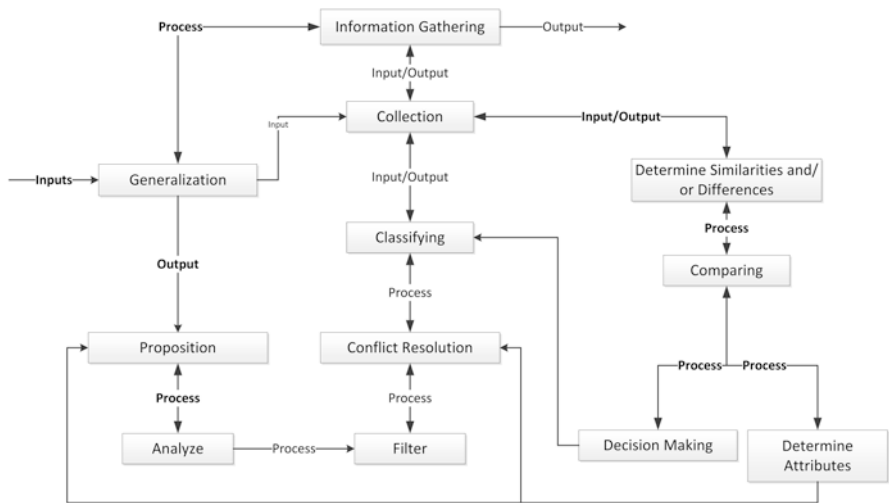 Process
Information Gathering
Output
Input/Output
Input
Collection
Input/Output
Inputs
Generalization
Input/Output
Determine Similarities and/
or Differences
Process
Classifying
Output
Comparing
Process
Proposition
Conflict Resolution
Process
Process
Process
Process
Analyze
Process
Filter
Decision Making
Determine
Attributes